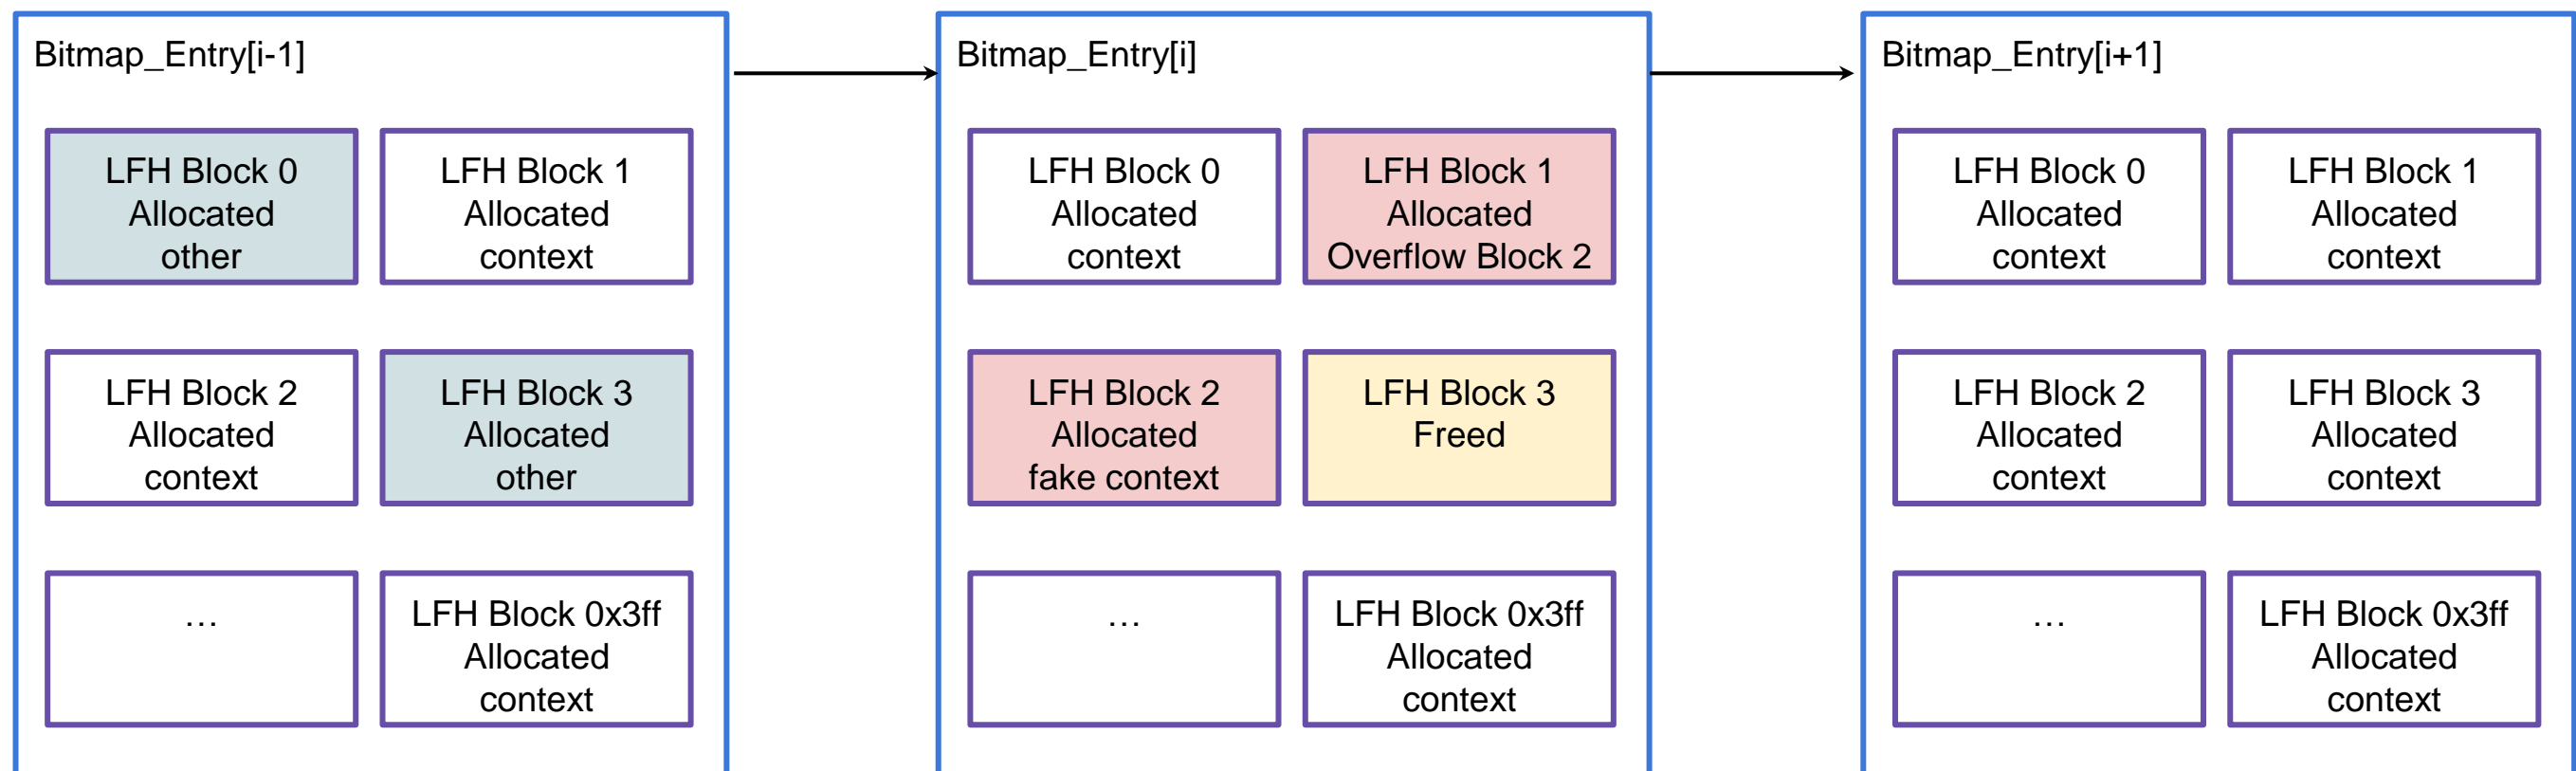 Bitmap_Entry[i-1]
LFH Block 0
Allocated
other
LFH Block 1
Allocated
context
LFH Block 2
Allocated
context
LFH Block 3
Allocated
other
…
LFH Block 0x3ff
Allocated
context
Bitmap_Entry[i]
LFH Block 0
Allocated
context
LFH Block 1
Allocated
Overflow Block 2
LFH Block 2
Allocated
fake context
LFH Block 3
Freed
…
LFH Block 0x3ff
Allocated
context
Bitmap_Entry[i+1]
LFH Block 0
Allocated
context
LFH Block 1
Allocated
context
LFH Block 2
Allocated
context
LFH Block 3
Allocated
context
…
LFH Block 0x3ff
Allocated
context